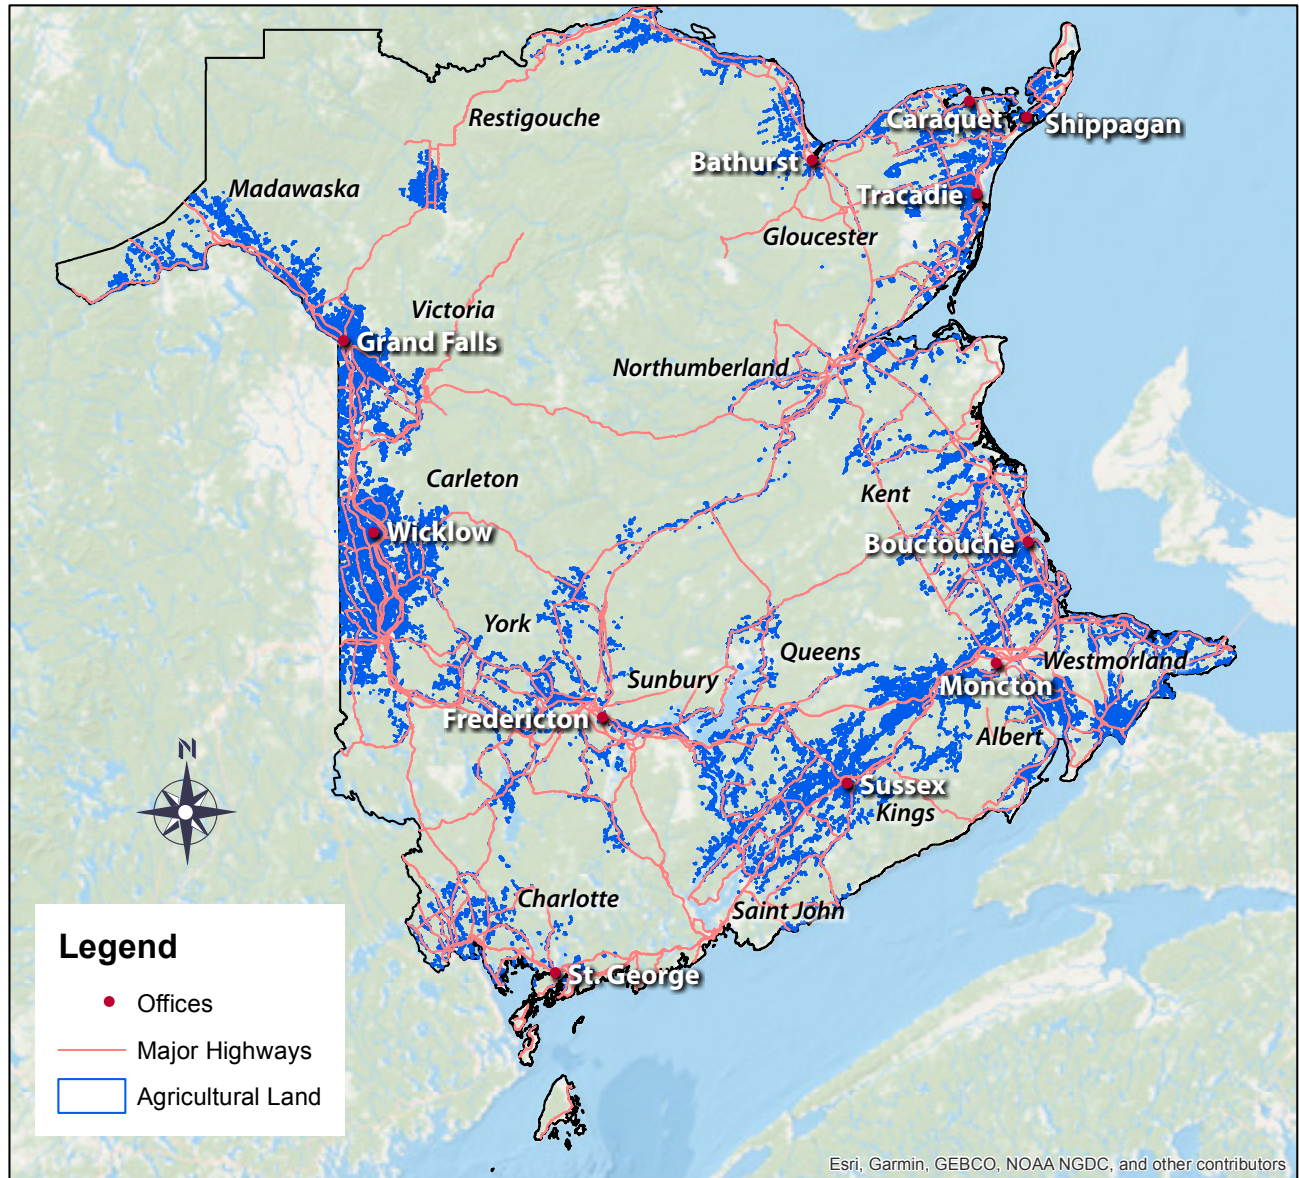 Restigouche
Caraquet
Shippagan
Bathurst
Madawaska
Tracadie
Gloucester
Victoria
Grand Falls
Northumberland
Carleton
Kent
Wicklow
Bouctouche
York
Queens
Westmorland
Sunbury
Moncton
Fredericton
Albert
N
Sussex
Kings
Charlotte
Saint John
St. George
Legend
Offices
Major Highways
Agricultural Land
Esri, Garmin, GEBCO, NOAA NGDC, and other contributors